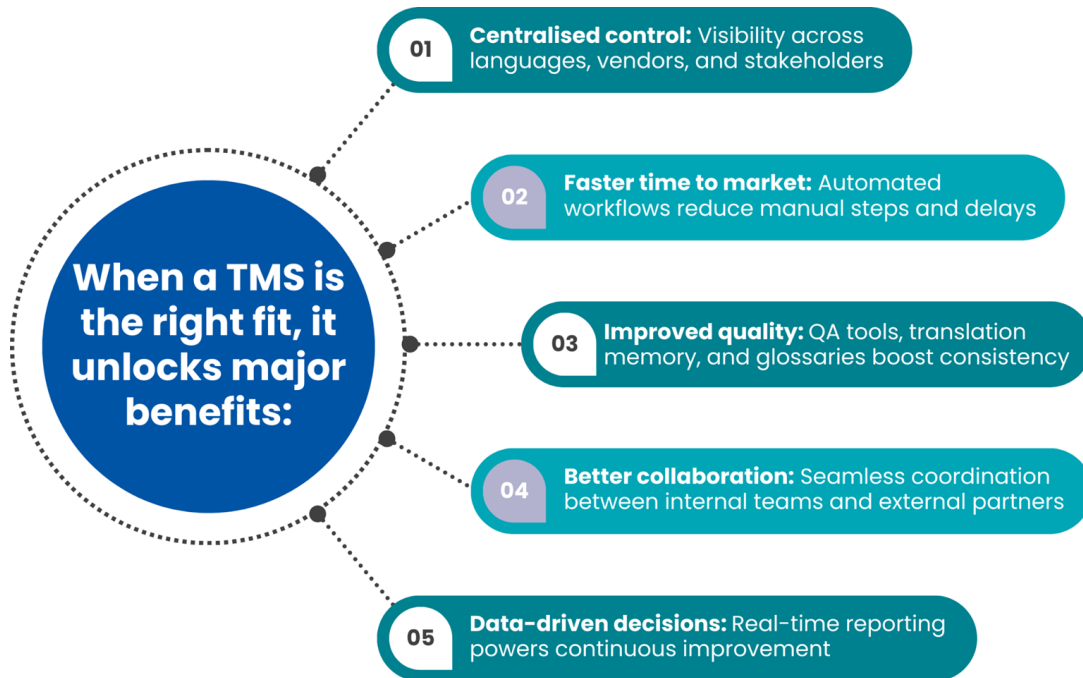 When a TMS is
the right fit, it
unlocks major
benefits:
01
Centralised control: Visibility across
languages, vendors, and stakeholders
02
Faster time to market: Automated
workflows reduce manual steps and delays
03
Improved quality: QA tools, translation
memory, and glossaries boost consistency
04
Better collaboration: Seamless coordination
between internal teams and external partners
05
Data-driven decisions: Real-time reporting
powers continuous improvement